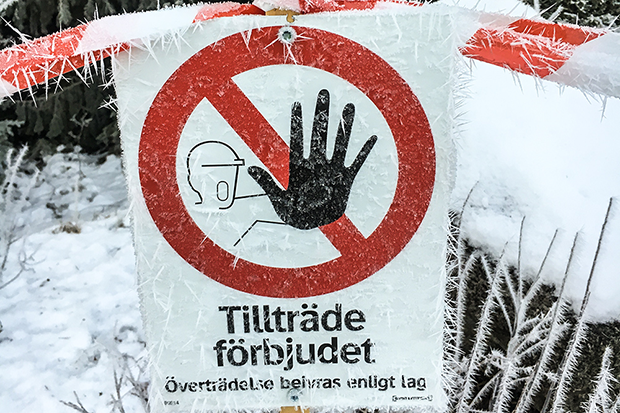 Tillträde
förbjudet
Överträdelse beivras enligt lag